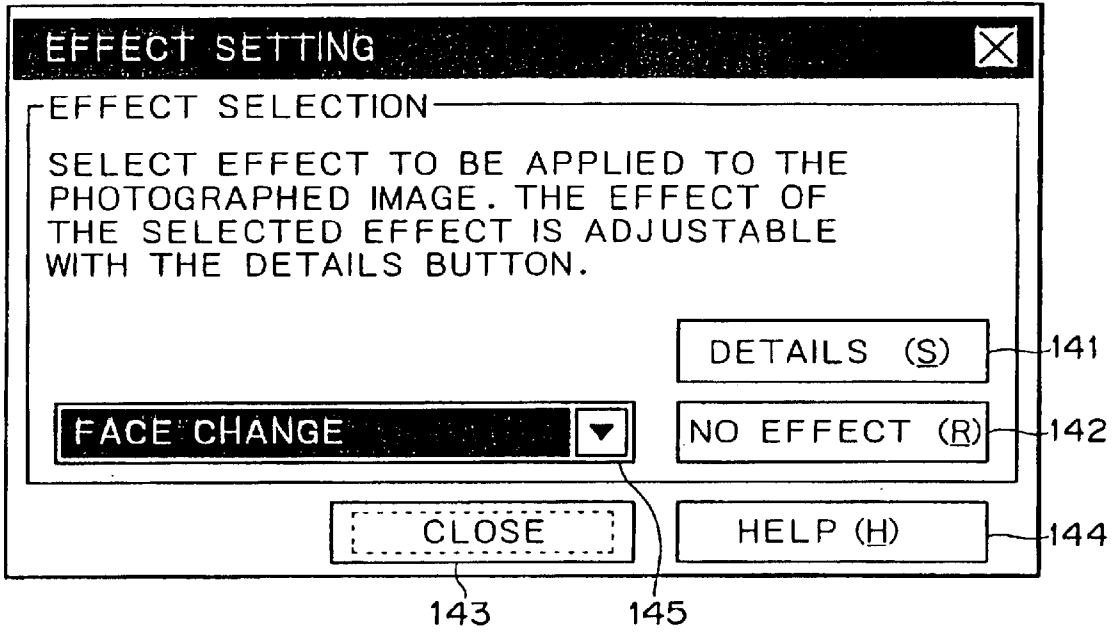 EFFECT SETTING
EFFECT SELECTION
SELECT EFFECT TO BE APPLIED TO THE
PHOTOGRAPHED IMAGE. THE EFFECT OF
THE SELECTED EFFECT IS ADJUSTABLE
WITH THE DETAILS BUTTON.
DETAILS (S)
141
FACE CHANGE
NO EFFECT (R)
142
CLOSE
HELP (H)
144
143
145